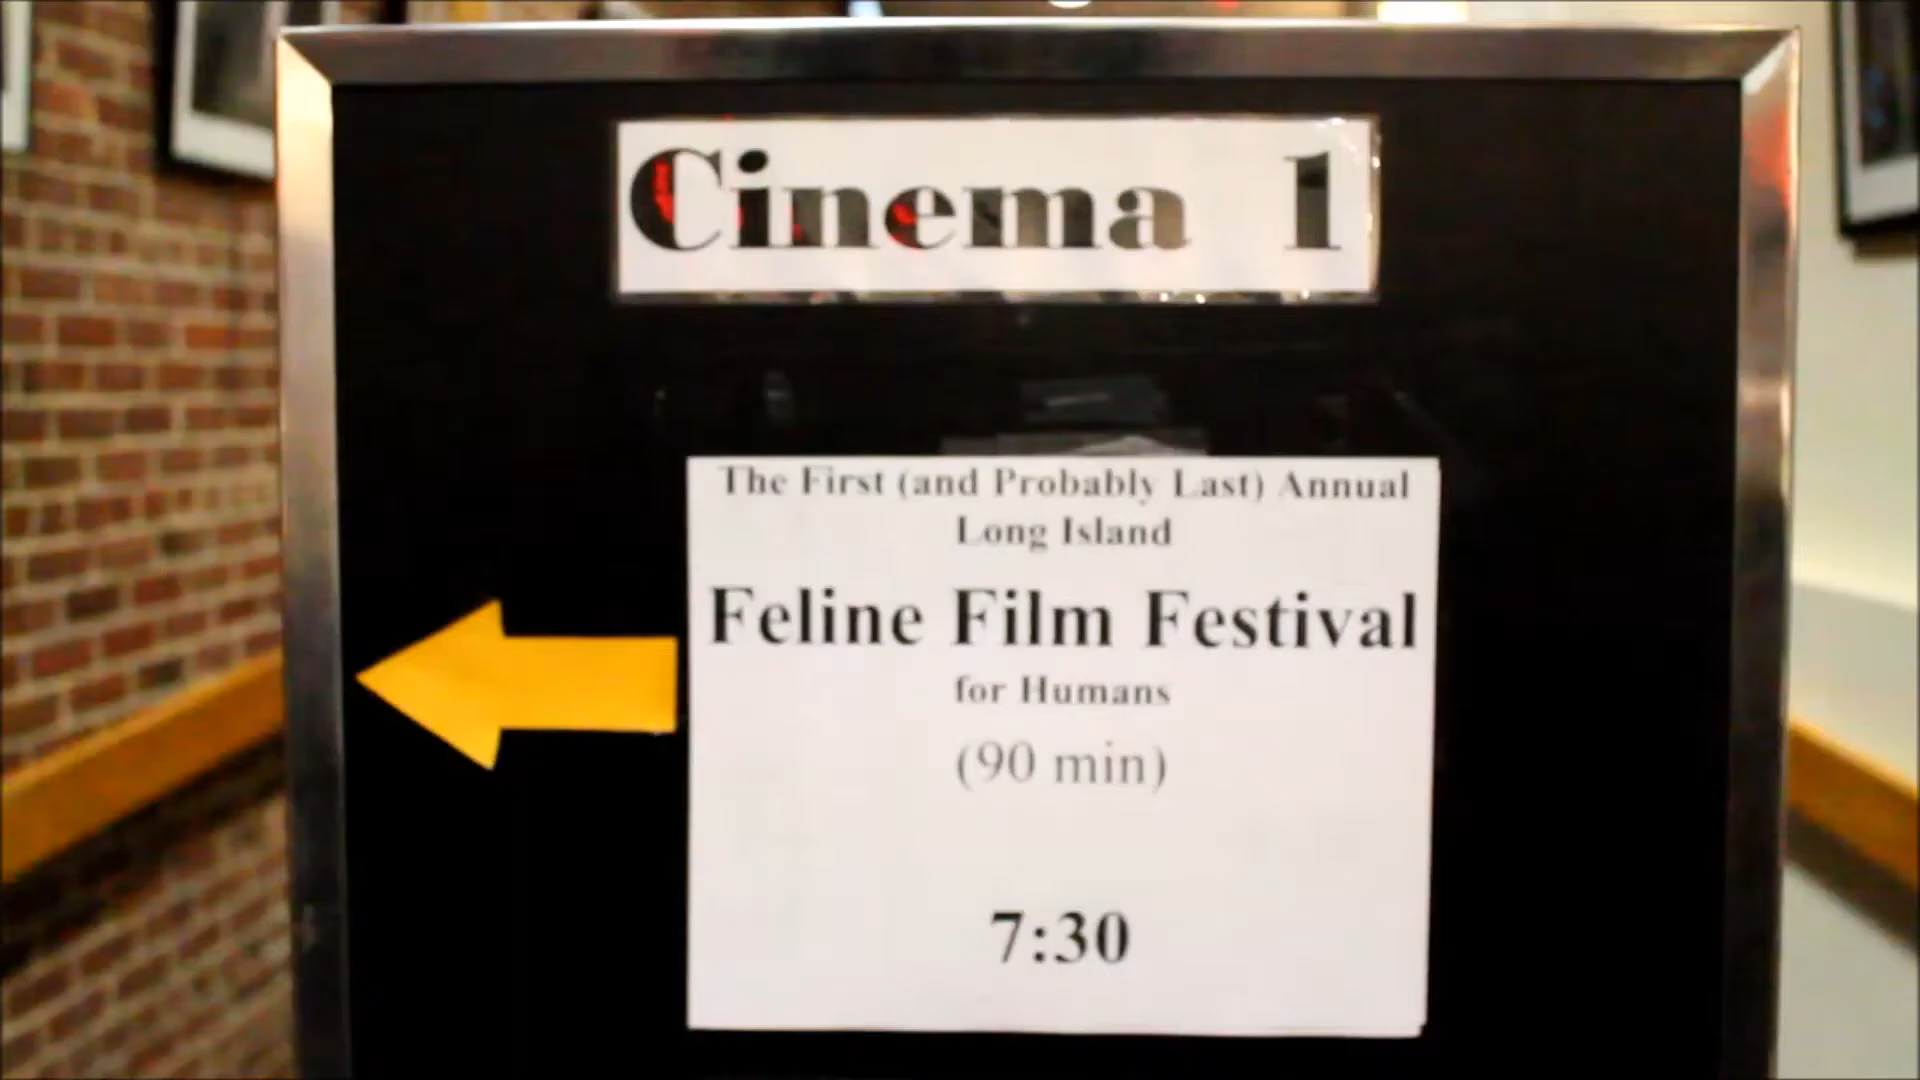 Cinema 1
The First (and Probably Last) Annual
Long Island
Feline Film Festival
for Humans
(90 min)
7:30